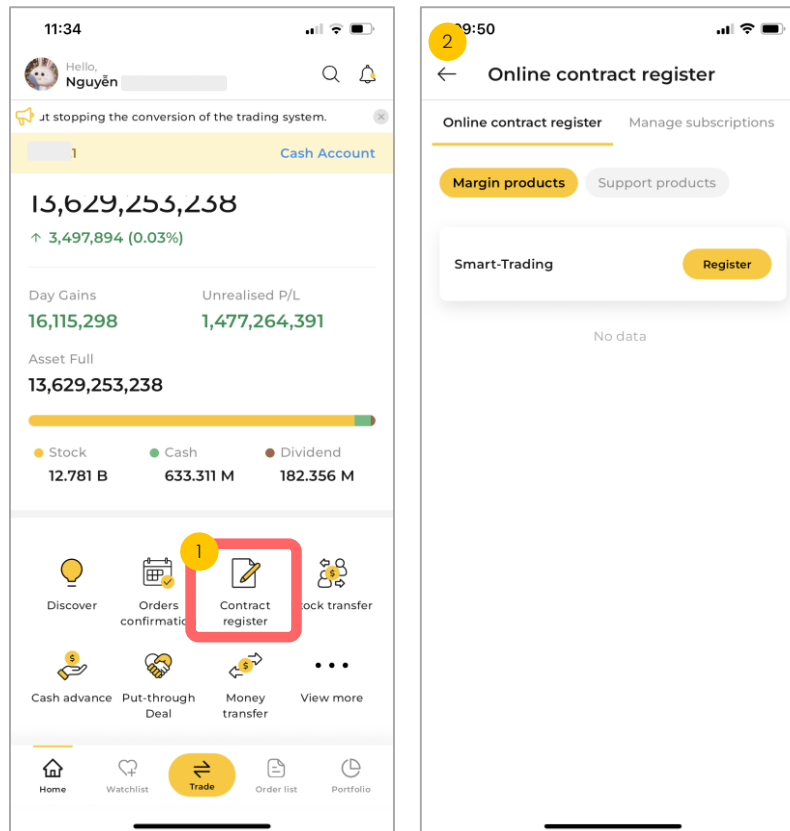 11:34
Hello,
Nguyễn
ut stopping the conversion of the trading system.
1
Cash Account
13,629,253,238
↑ 3,497,894 (0.03%)
Day Gains
Unrealised P/L
16,115,298
1,477,264,391
Asset Full
13,629,253,238
Stock
Cash
Dividend
12.781 B
633.311 M
182.356 M
1
Discover
Orders
confirmatic
Contract
register
tock transfer
Cash advance
Put-through
Deal
Money
transfer
View more
Home
Watchlist
Trade
Order list
Portfolio
2
09:50
Online contract register
Online contract register
Manage subscriptions
Margin products
Support products
Smart-Trading
Register
No data